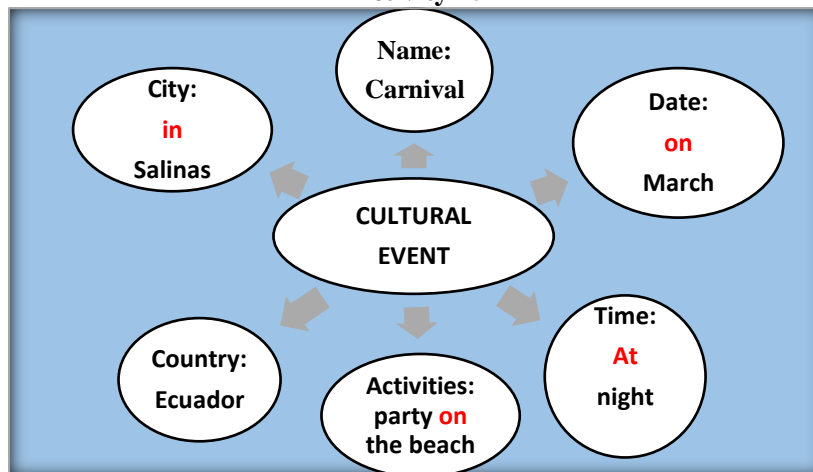 Name:
Carnival
City:
in
Salinas
Date:
on
March
CULTURAL
EVENT
Country:
Ecuador
Activities:
party on
the beach
Time:
At
night